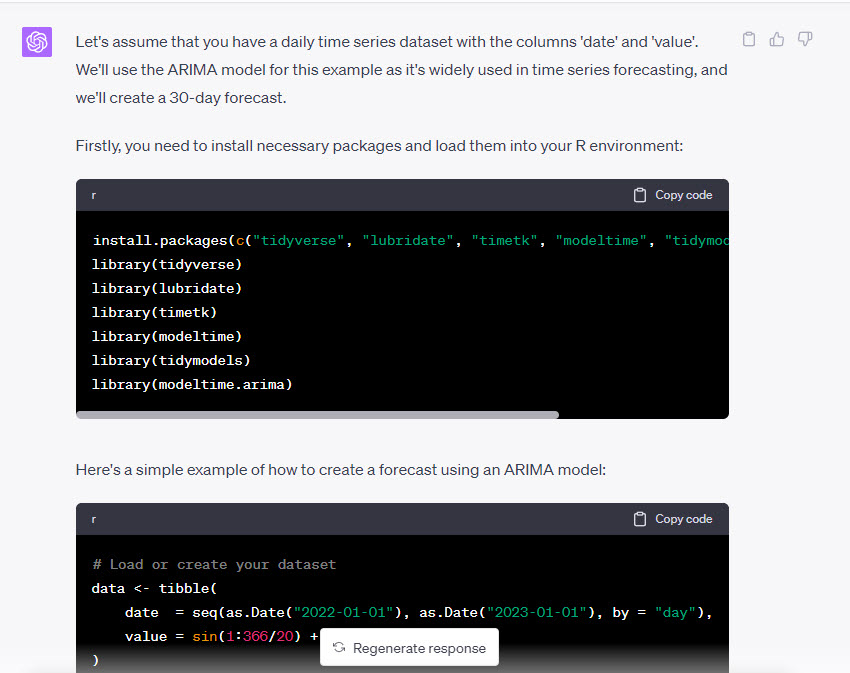 Let's assume that you have a daily time series dataset with the columns 'date' and 'value'.
We'll use the ARIMA model for this example as it's widely used in time series forecasting, and
we'll create a 30-day forecast.
Firstly, you need to install necessary packages and load them into your R environment:
r Copy code
install.packages(c("tidyverse", "lubridate", "timetk", "modeltime", "tidymod
library(tidyverse)
library(lubridate)
library(timetk)
library(modeltime)
library(tidymodels)
library(modeltime.arima)
Here's a simple example of how to create a forecast using an ARIMA model:
r Copy code
# Load or create your dataset
data <- tibble(
    date  = seq(as.Date("2022-01-01"), as.Date("2023-01-01"), by = "day"),
    value = sin(1:366/20) +
Regenerate response
)